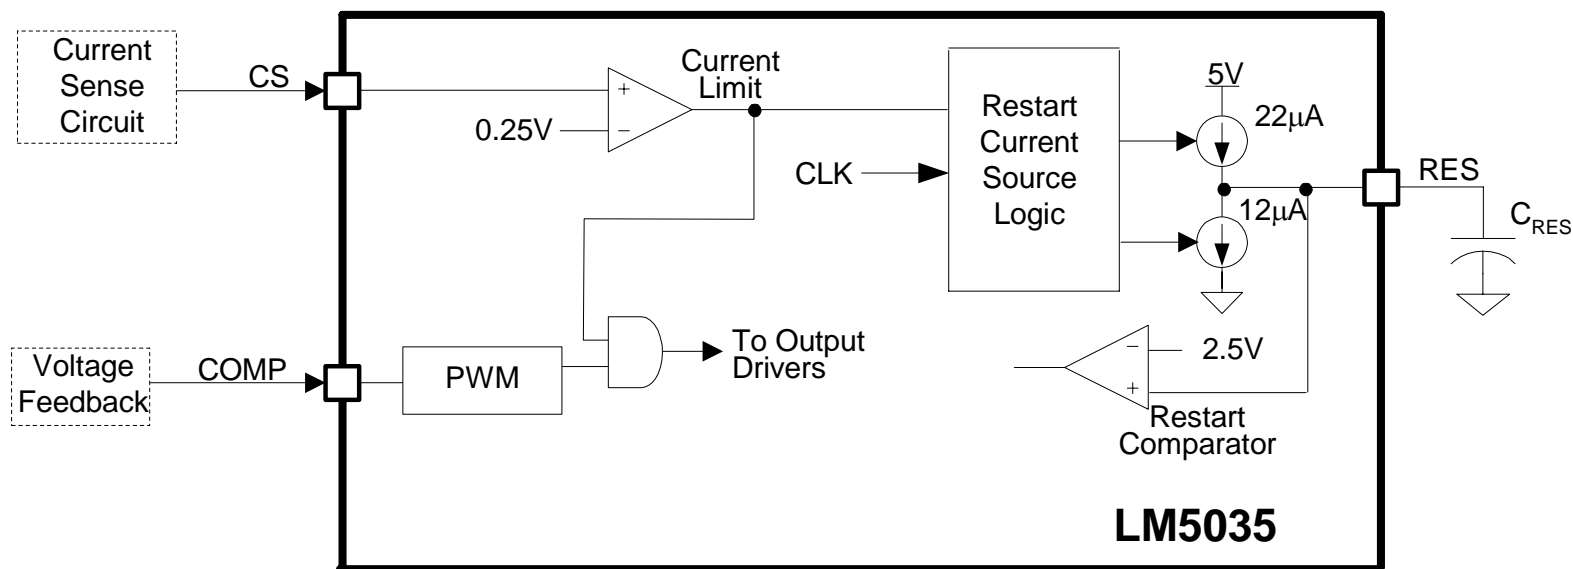 Current
Sense
Circuit
CS
0.25V
+
−
Current
Limit
CLK
Restart
Current
Source
Logic
5V
22μA
12μA
RES
C_RES
Voltage
Feedback
COMP
PWM
To Output
Drivers
−
+
2.5V
Restart
Comparator
LM5035